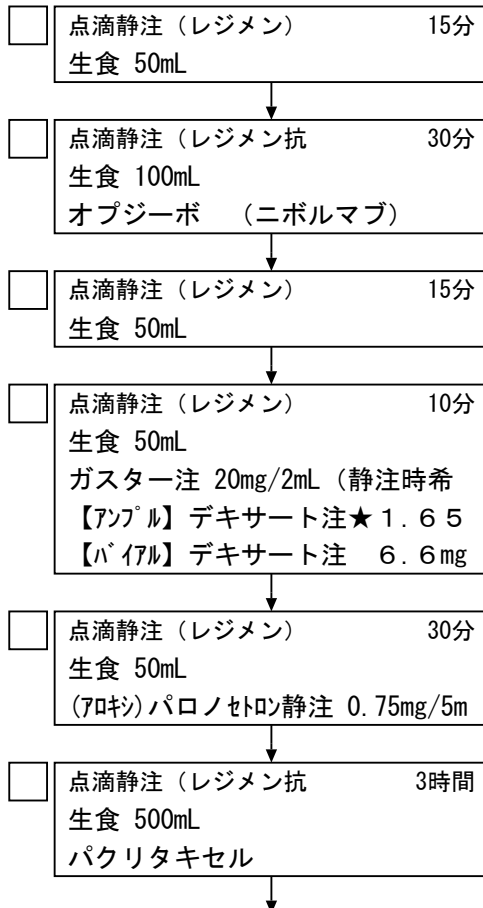 点滴静注（レジメン） 15分
生食 50mL
点滴静注（レジメン抗 30分
生食 100mL
オプジーボ （ニボルマブ）
点滴静注（レジメン） 15分
生食 50mL
点滴静注（レジメン） 10分
生食 50mL
ガスター注 20mg/2mL（静注時希
【ｱﾝﾌﾟﾙ】デキサート注★１．６５
【ﾊﾞｲｱﾙ】デキサート注 ６．６mg
点滴静注（レジメン） 30分
生食 50mL
(ｱﾛｷｼ)パロノｾﾄﾛﾝ静注 0.75mg/5m
点滴静注（レジメン抗 3時間
生食 500mL
パクリタキセル